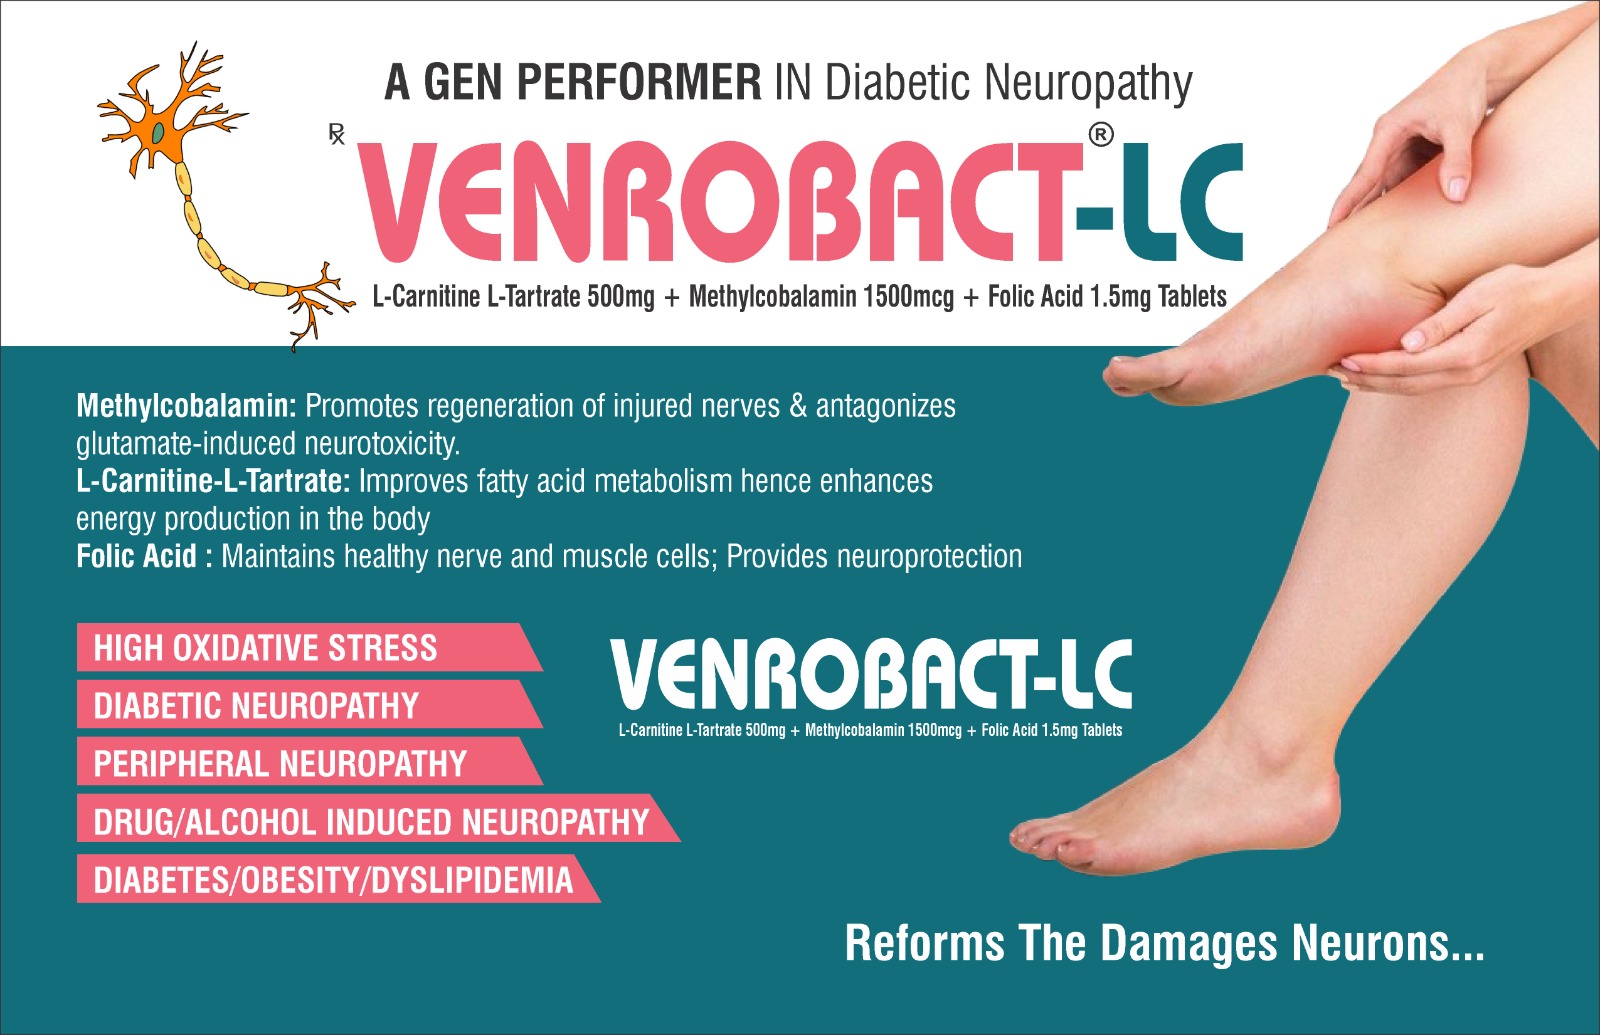 A GEN PERFORMER IN Diabetic Neuropathy
℞ VENROBACT®-LC
L-Carnitine L-Tartrate 500mg + Methylcobalamin 1500mcg + Folic Acid 1.5mg Tablets
Methylcobalamin: Promotes regeneration of injured nerves & antagonizes
glutamate-induced neurotoxicity.
L-Carnitine-L-Tartrate: Improves fatty acid metabolism hence enhances
energy production in the body
Folic Acid : Maintains healthy nerve and muscle cells; Provides neuroprotection
HIGH OXIDATIVE STRESS
DIABETIC NEUROPATHY
PERIPHERAL NEUROPATHY
DRUG/ALCOHOL INDUCED NEUROPATHY
DIABETES/OBESITY/DYSLIPIDEMIA
VENROBACT-LC
L-Carnitine L-Tartrate 500mg + Methylcobalamin 1500mcg + Folic Acid 1.5mg Tablets
Reforms The Damages Neurons...